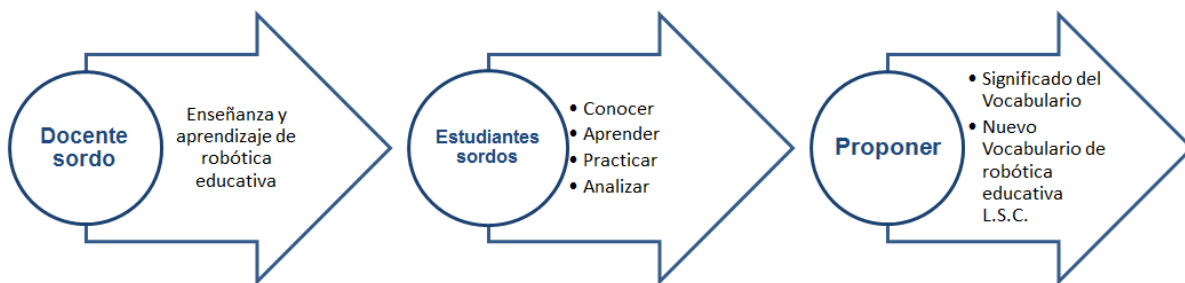 Docente
sordo
Enseñanza y
aprendizaje de
robótica
educativa
Estudiantes
sordos
• Conocer
• Aprender
• Practicar
• Analizar
Proponer
• Significado del
Vocabulario
• Nuevo
Vocabulario de
robótica
educativa
L.S.C.